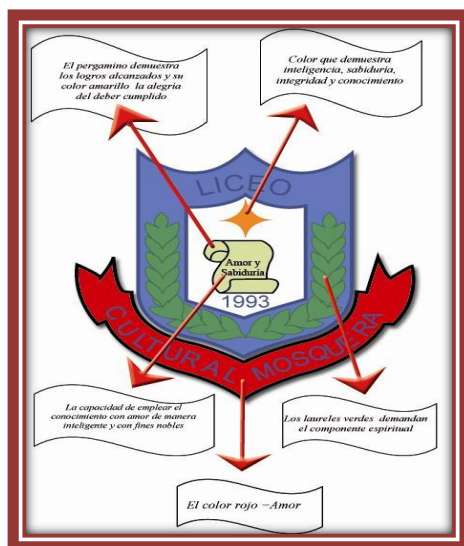 El pergamino demuestra
los logros alcanzados y su
color amarillo la alegria
del deber cumplido
Color que demuestra
inteligencia, sabiduría,
integridad y conocimiento
LICEO
Amor y
Sabiduría
1993
CULTURAL MOSQUERA
La capacidad de emplear el
conocimiento con amor de manera
inteligente y con fines nobles
Los laureles verdes demandan
el componente espiritual
El color rojo –Amor